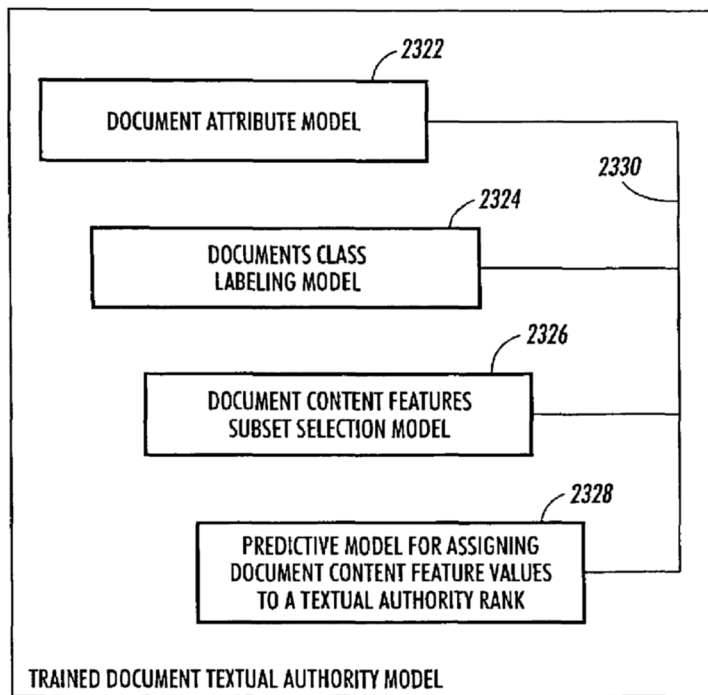 2322
DOCUMENT ATTRIBUTE MODEL
2330
2324
DOCUMENTS CLASS
LABELING MODEL
2326
DOCUMENT CONTENT FEATURES
SUBSET SELECTION MODEL
2328
PREDICTIVE MODEL FOR ASSIGNING
DOCUMENT CONTENT FEATURE VALUES
TO A TEXTUAL AUTHORITY RANK
TRAINED DOCUMENT TEXTUAL AUTHORITY MODEL